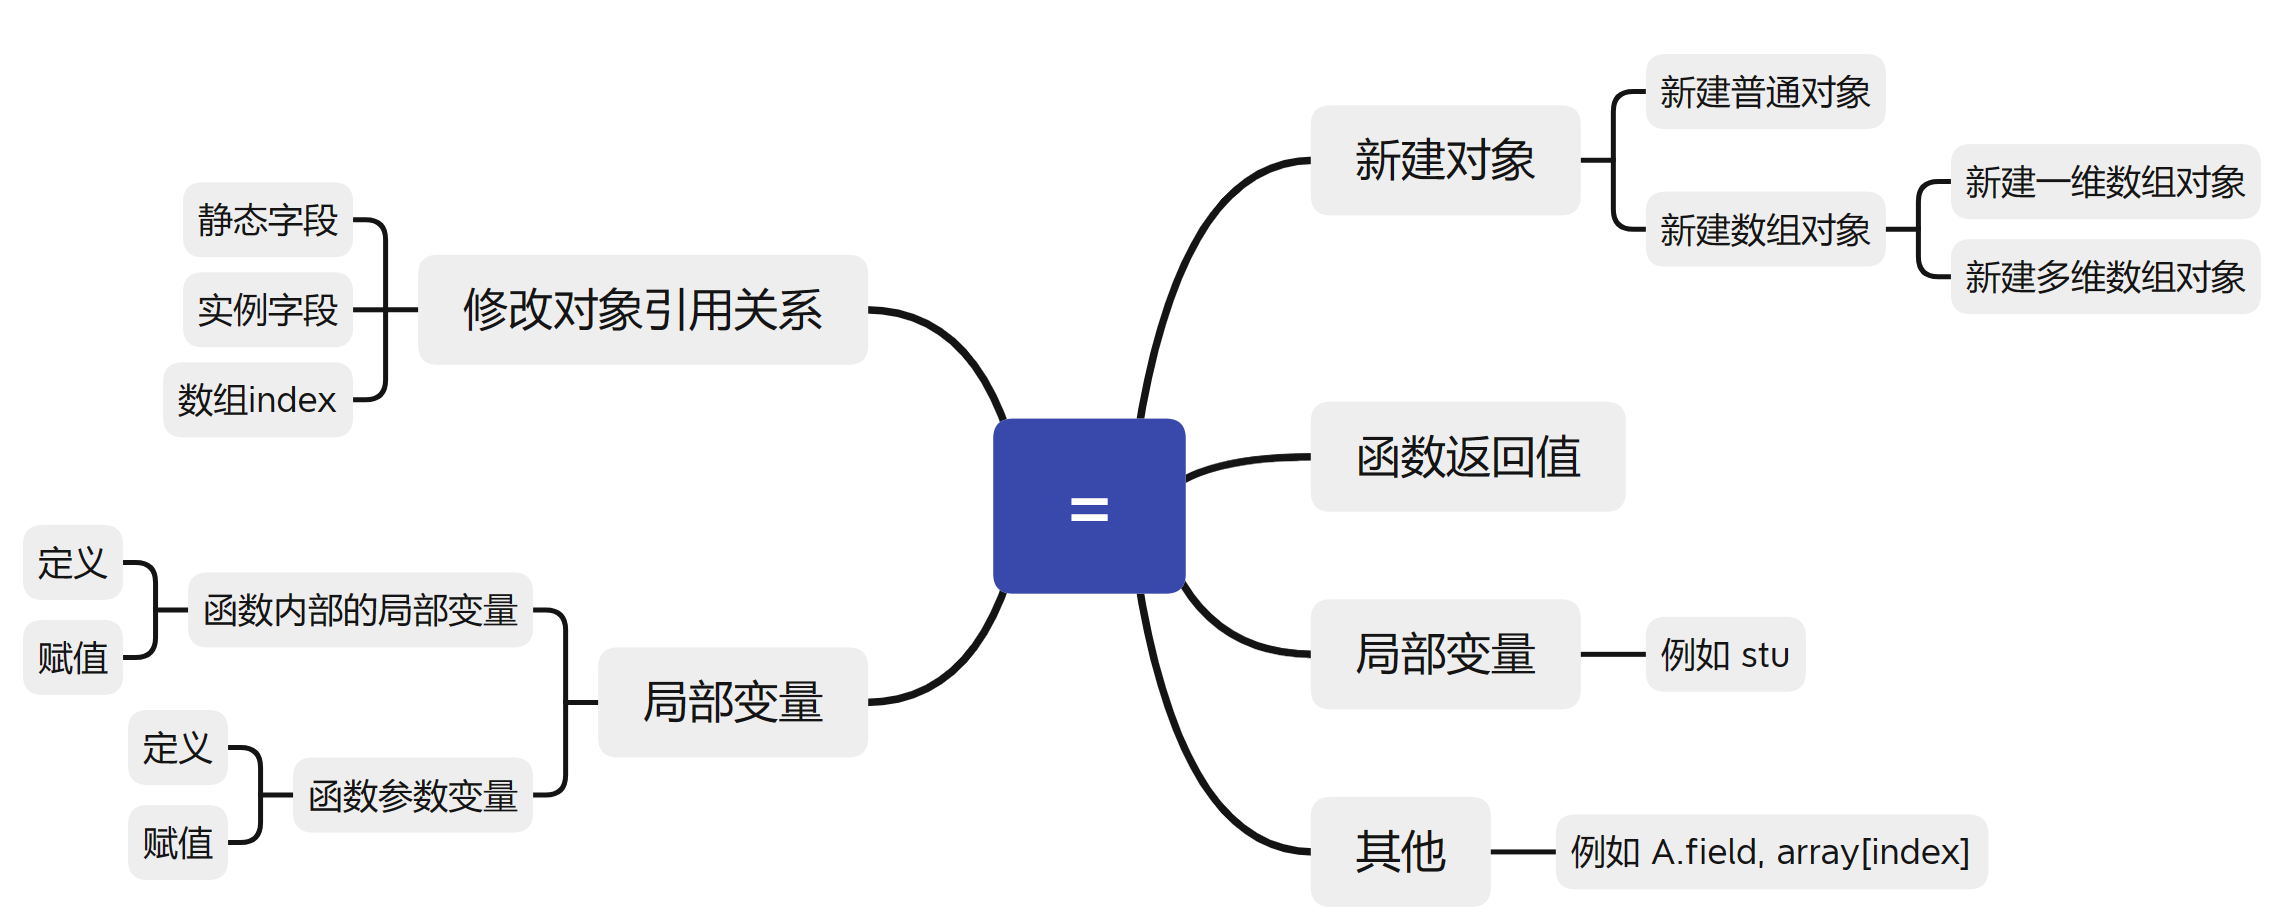 修改对象引用关系
静态字段
实例字段
数组index
局部变量
函数内部的局部变量
定义
赋值
函数参数变量
定义
赋值
=
新建对象
新建普通对象
新建数组对象
新建一维数组对象
新建多维数组对象
函数返回值
局部变量
例如 stu
其他
例如 A.field, array[index]